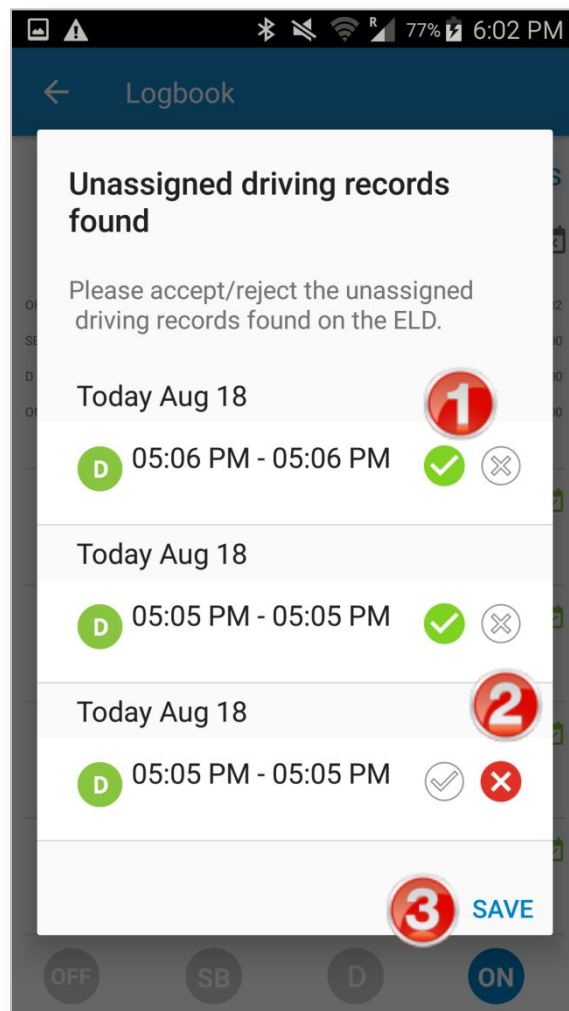 R 77% 6:02 PM
Logbook
S
Unassigned driving records
found
Please accept/reject the unassigned
driving records found on the ELD.
Today Aug 18
1
D 05:06 PM - 05:06 PM
Today Aug 18
D 05:05 PM - 05:05 PM
2
Today Aug 18
D 05:05 PM - 05:05 PM
3 SAVE
OFF SB D ON